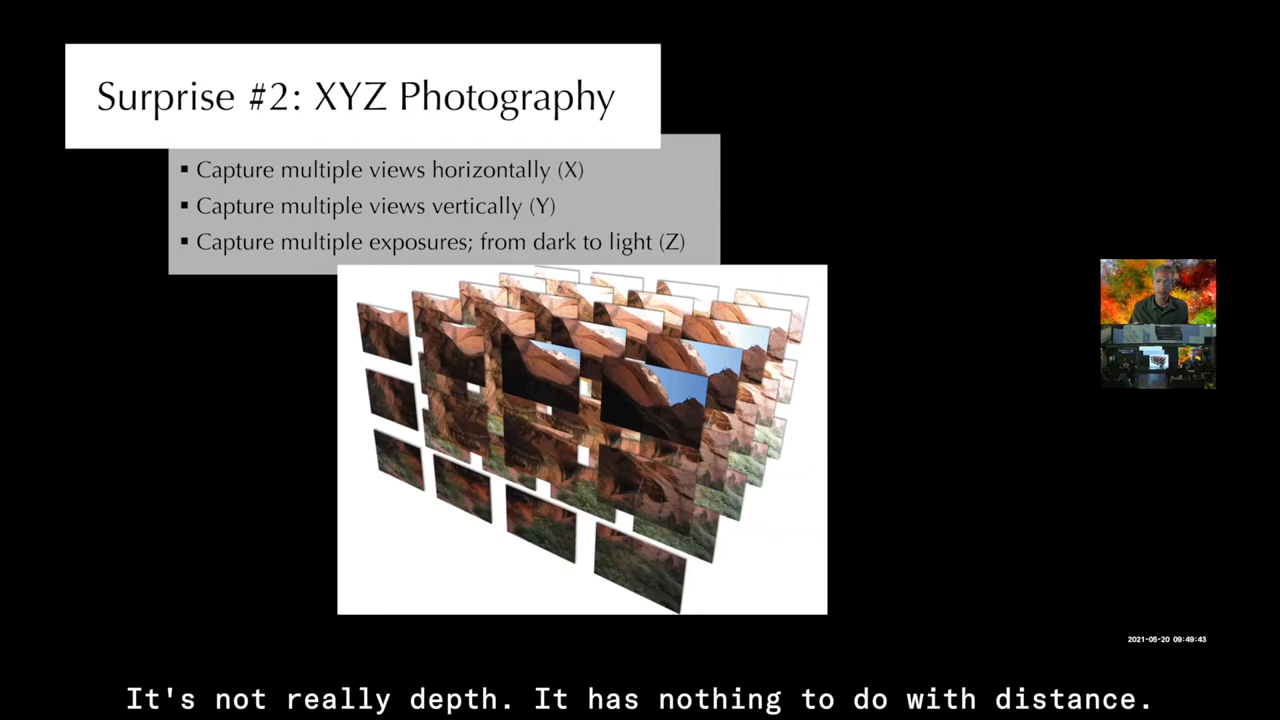 Surprise #2: XYZ Photography
▪ Capture multiple views horizontally (X)
▪ Capture multiple views vertically (Y)
▪ Capture multiple exposures; from dark to light (Z)
2021-05-20 09:49:43
It's not really depth. It has nothing to do with distance.